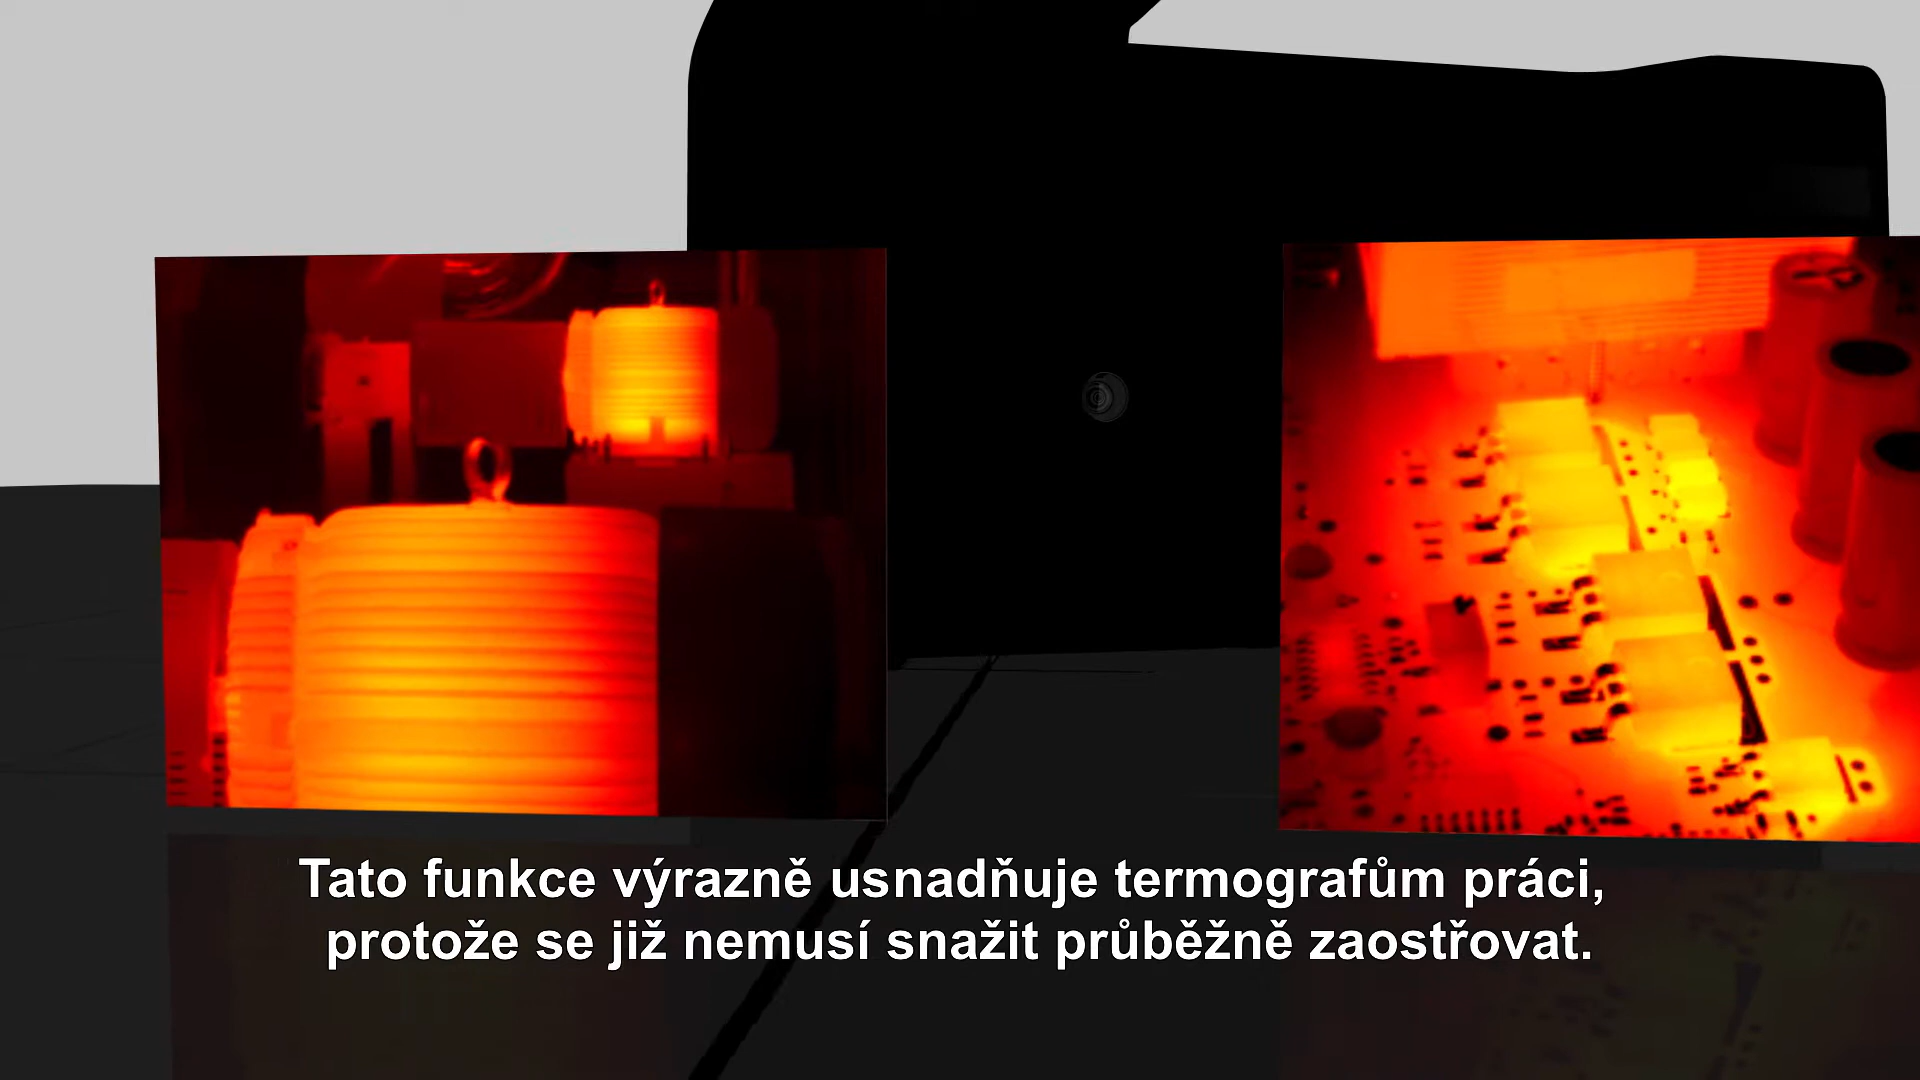 Tato funkce výrazně usnadňuje termografům práci,
protože se již nemusí snažit průběžně zaostřovat.